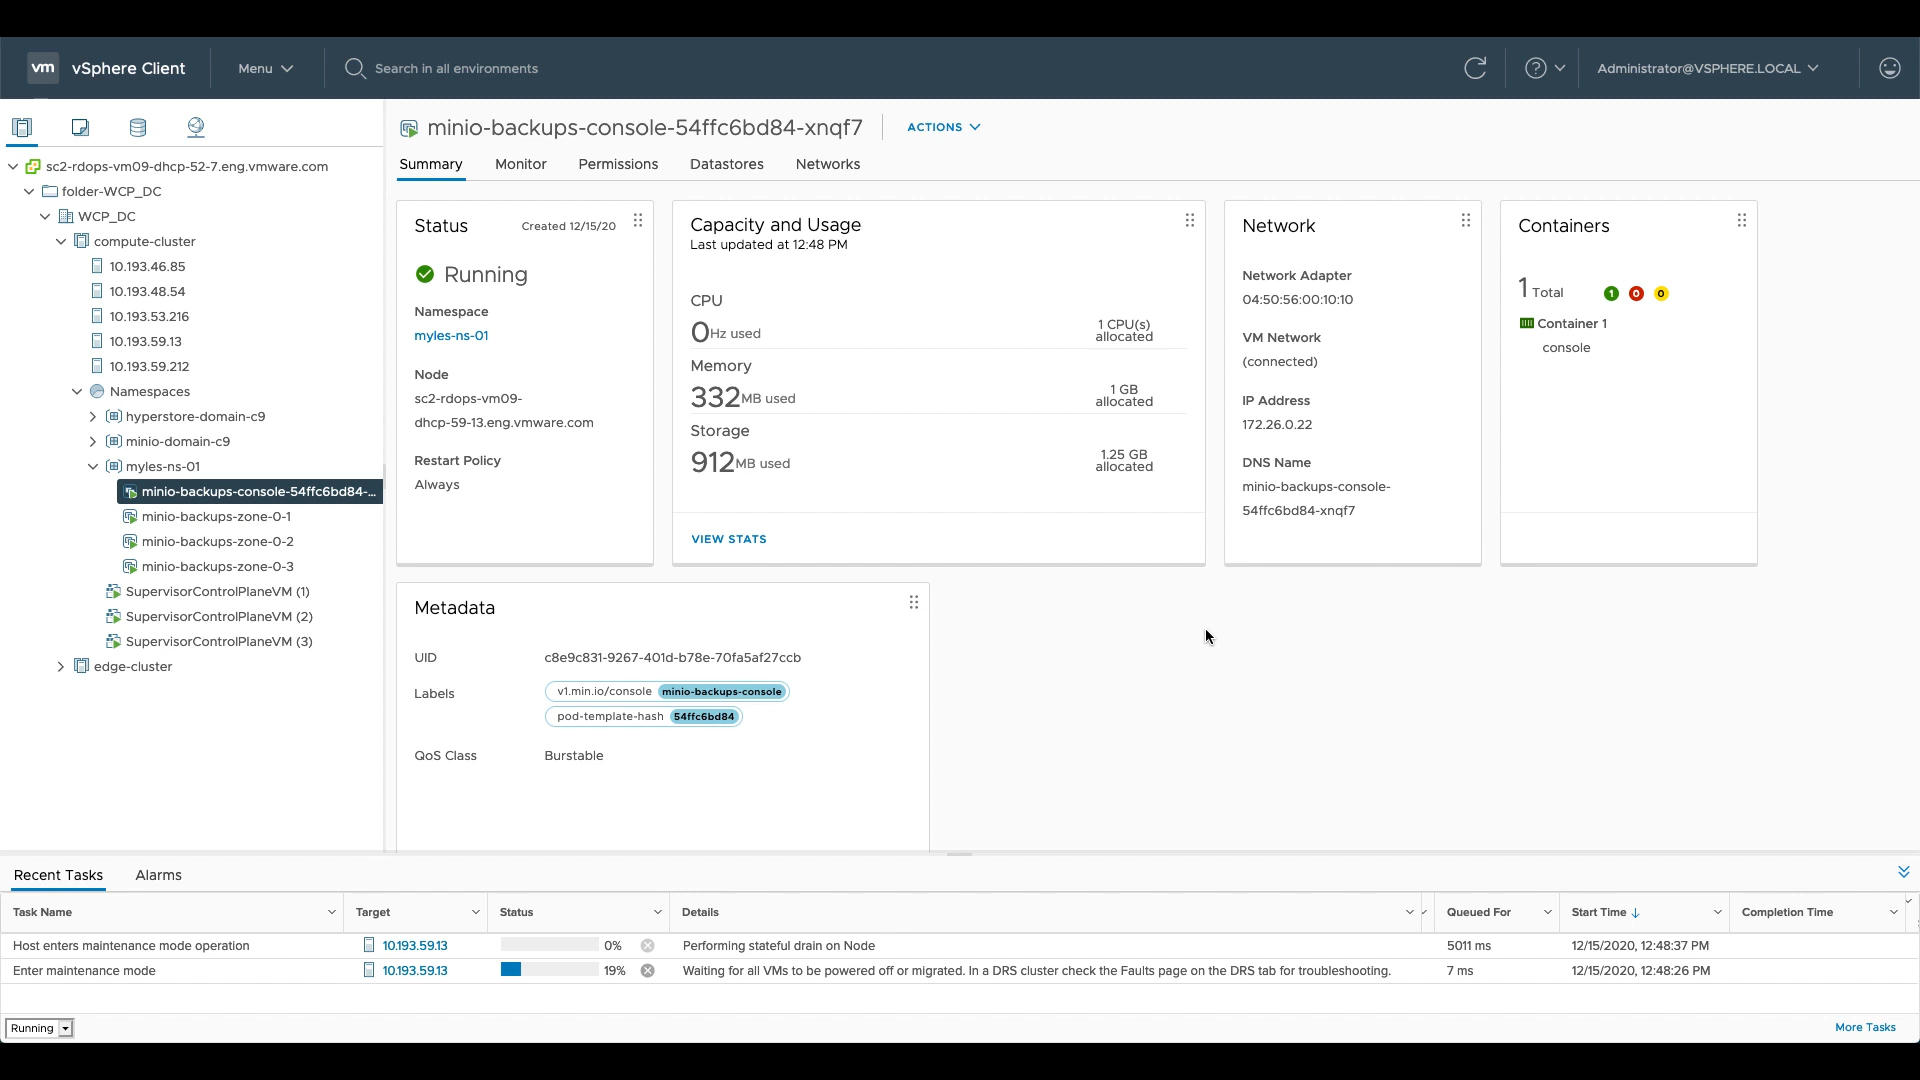 vm vSphere Client Menu Search in all environments Administrator@VSPHERE.LOCAL
sc2-rdops-vm09-dhcp-52-7.eng.vmware.com
folder-WCP_DC
WCP_DC
compute-cluster
10.193.46.85
10.193.48.54
10.193.53.216
10.193.59.13
10.193.59.212
Namespaces
hyperstore-domain-c9
minio-domain-c9
myles-ns-01
minio-backups-console-54ffc6bd84-...
minio-backups-zone-0-1
minio-backups-zone-0-2
minio-backups-zone-0-3
SupervisorControlPlaneVM (1)
SupervisorControlPlaneVM (2)
SupervisorControlPlaneVM (3)
edge-cluster
minio-backups-console-54ffc6bd84-xnqf7 ACTIONS
Summary Monitor Permissions Datastores Networks
Status Created 12/15/20
Running
Namespace
myles-ns-01
Node
sc2-rdops-vm09-
dhcp-59-13.eng.vmware.com
Restart Policy
Always
Capacity and Usage
Last updated at 12:48 PM
CPU
0Hz used 1 CPU(s)
allocated
Memory
332MB used 1 GB
allocated
Storage
912MB used 1.25 GB
allocated
VIEW STATS
Network
Network Adapter
04:50:56:00:10:10
VM Network
(connected)
IP Address
172.26.0.22
DNS Name
minio-backups-console-
54ffc6bd84-xnqf7
Containers
1 Total 1 0 0
Container 1
console
Metadata
UID c8e9c831-9267-401d-b78e-70fa5af27ccb
Labels v1.min.io/console minio-backups-console
pod-template-hash 54ffc6bd84
QoS Class Burstable
Recent Tasks Alarms
Task Name Target Status Details Queued For Start Time Completion Time
Host enters maintenance mode operation 10.193.59.13 0% Performing stateful drain on Node 5011 ms 12/15/2020, 12:48:37 PM
Enter maintenance mode 10.193.59.13 19% Waiting for all VMs to be powered off or migrated. In a DRS cluster check the Faults page on the DRS tab for troubleshooting. 7 ms 12/15/2020, 12:48:26 PM
Running More Tasks